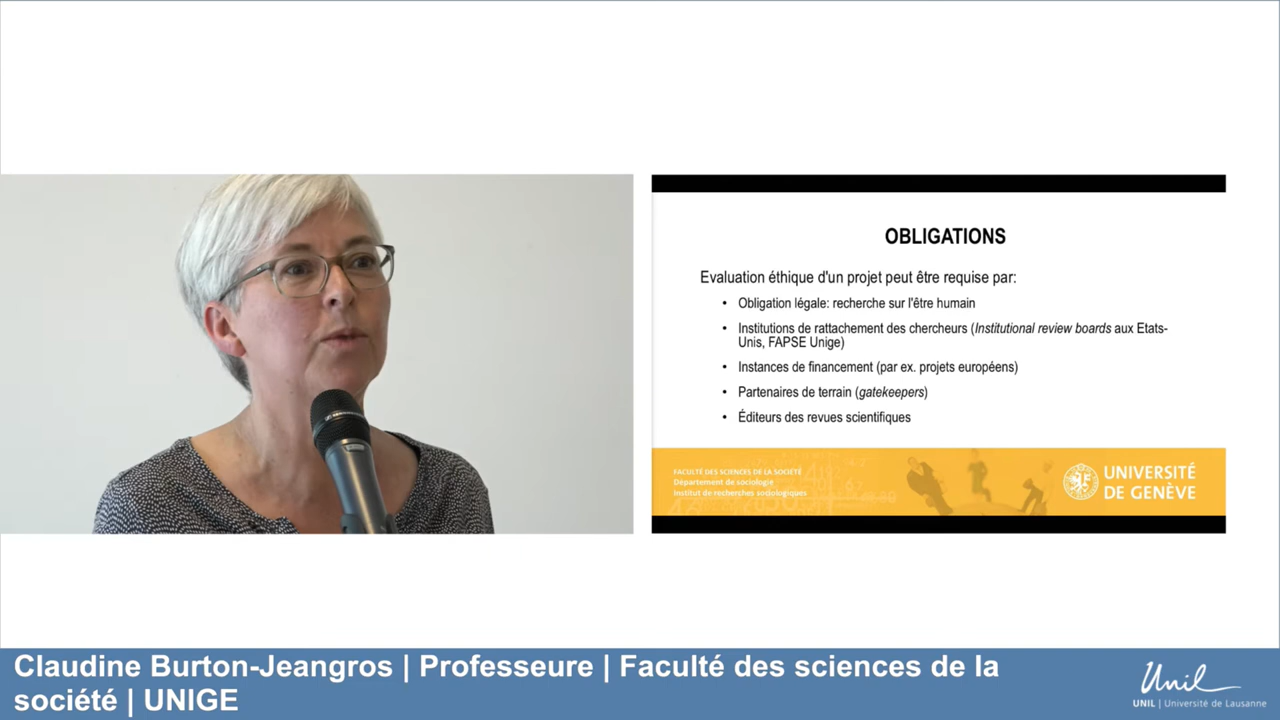 OBLIGATIONS
Evaluation éthique d'un projet peut être requise par:
• Obligation légale: recherche sur l'être humain
• Institutions de rattachement des chercheurs (Institutional review boards aux Etats-
Unis, FAPSE Unige)
• Instances de financement (par ex. projets européens)
• Partenaires de terrain (gatekeepers)
• Éditeurs des revues scientifiques
FACULTÉ DES SCIENCES DE LA SOCIÉTÉ
Département de sociologie
Institut de recherches sociologiques
UNIVERSITÉ
DE GENÈVE
Claudine Burton-Jeangros | Professeure | Faculté des sciences de la
société | UNIGE
Unil
UNIL | Université de Lausanne